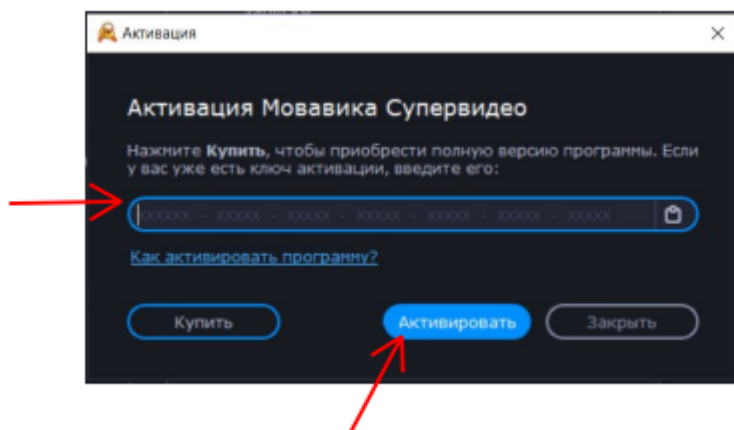 Активация
Активация Мовавика Супервидео
Нажмите Купить, чтобы приобрести полную версию программы. Если
у вас уже есть ключ активации, введите его:
XXXXXX - XXXXX - XXXXX - XXXXX - XXXXX - XXXXX - XXXXX
Как активировать программу?
Купить
Активировать
Закрыть